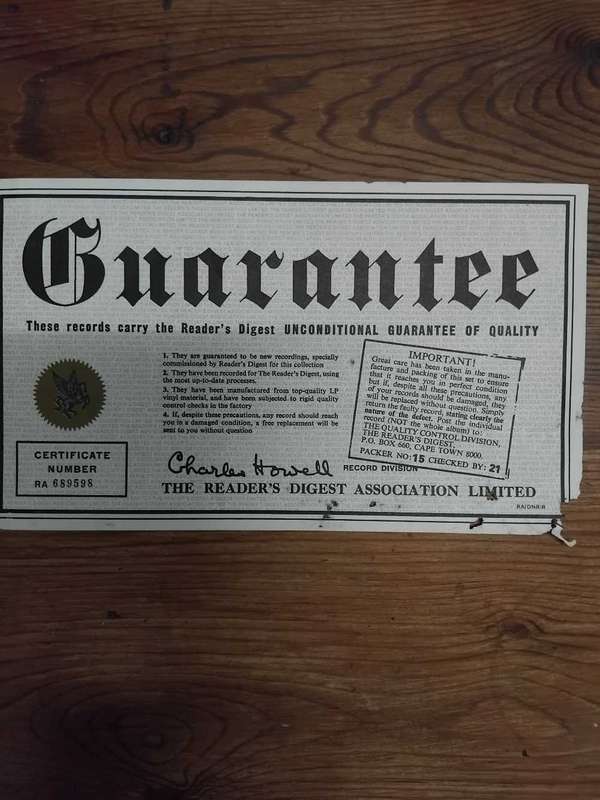 Guarantee
These records carry the Reader's Digest UNCONDITIONAL GUARANTEE OF QUALITY
1. They are guaranteed to be new recordings, specially
commissioned by Reader's Digest for this collection
2. They have been recorded for The Reader's Digest, using
the most up-to-date processes.
3. They have been manufactured from top-quality LP
vinyl material, and have been subjected to rigid quality
control checks in the factory
4. If, despite these precautions, any record should reach
you in a damaged condition, a free replacement will be
sent to you without question
IMPORTANT!
Great care has been taken in the manu-
facture and packing of this set to ensure
that it reaches you in perfect condition
but if, despite all these precautions, any
of your records should be damaged, they
will be replaced without question. Simply
return the faulty record, stating clearly the
nature of the defect. Post the individual
record (NOT the whole album) to:
THE QUALITY CONTROL DIVISION,
THE READER'S DIGEST,
P.O. BOX 660, CAPE TOWN 8000.
PACKER NO: 15 CHECKED BY: 21
CERTIFICATE
NUMBER
RA 689598
Charles Howell RECORD DIVISION
THE READER'S DIGEST ASSOCIATION LIMITED